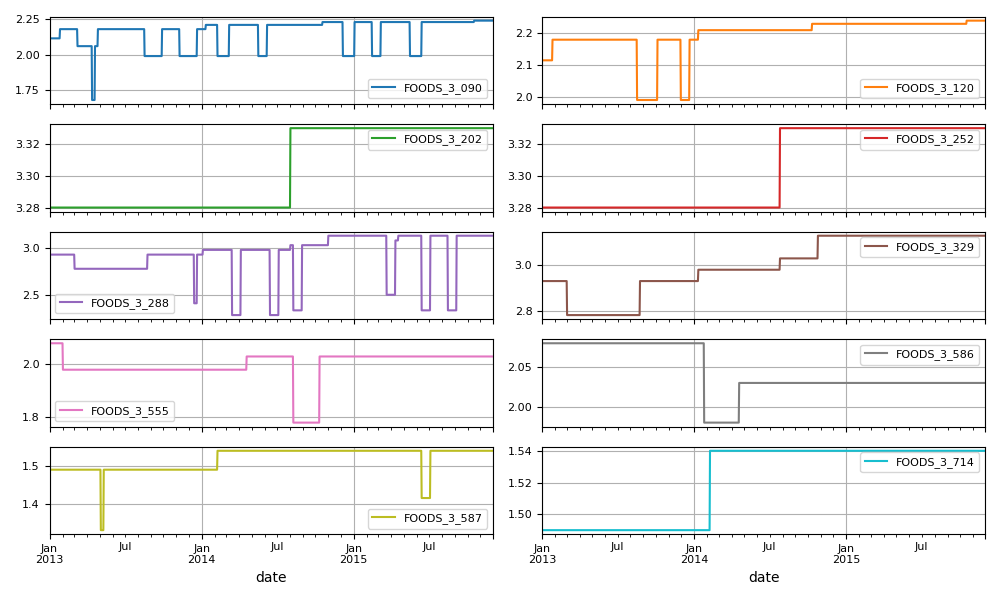 2.25
2.00
1.75
FOODS_3_090
2.2
2.1
2.0
FOODS_3_120
3.32
3.30
3.28
FOODS_3_202
3.32
3.30
3.28
FOODS_3_252
3.0
2.5
FOODS_3_288
3.0
2.8
FOODS_3_329
2.0
1.8
FOODS_3_555
2.05
2.00
FOODS_3_586
1.5
1.4
FOODS_3_587
Jan
2013
Jul
Jan
2014
Jul
Jan
2015
Jul
date
1.54
1.52
1.50
FOODS_3_714
Jan
2013
Jul
Jan
2014
Jul
Jan
2015
Jul
date